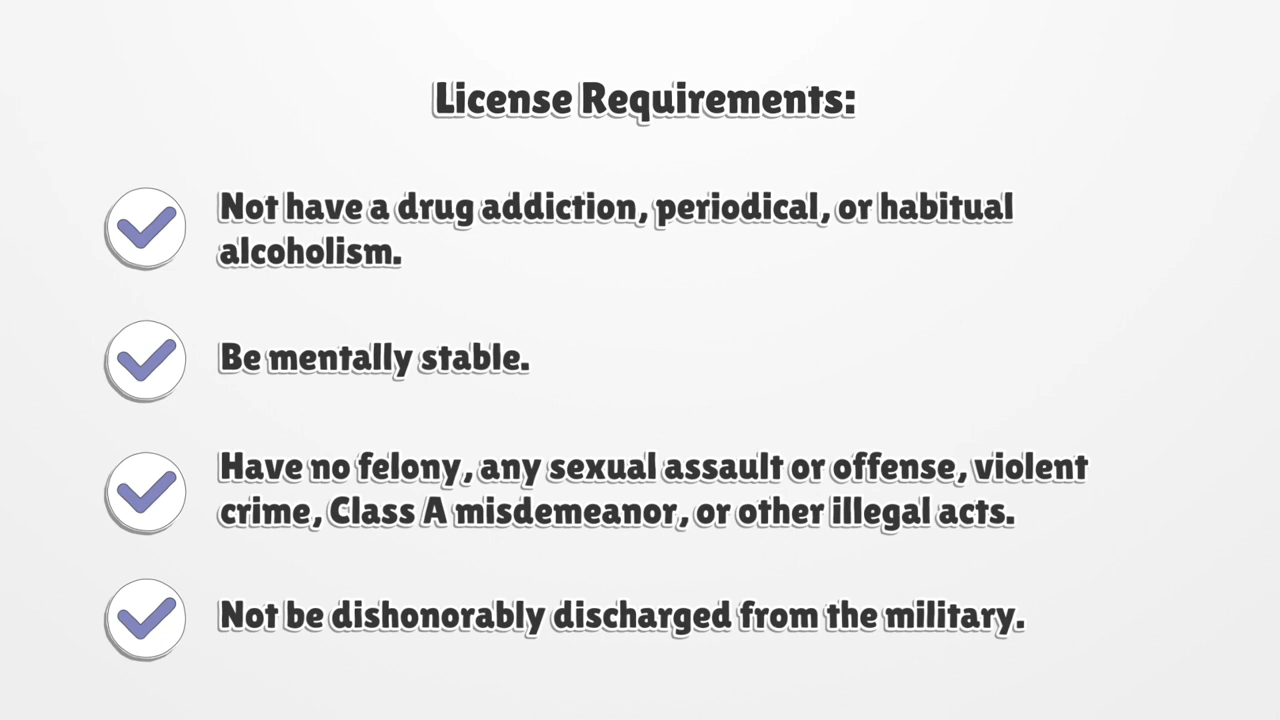 License Requirements:
Not have a drug addiction, periodical, or habitual
alcoholism.
Be mentally stable.
Have no felony, any sexual assault or offense, violent
crime, Class A misdemeanor, or other illegal acts.
Not be dishonorably discharged from the military.